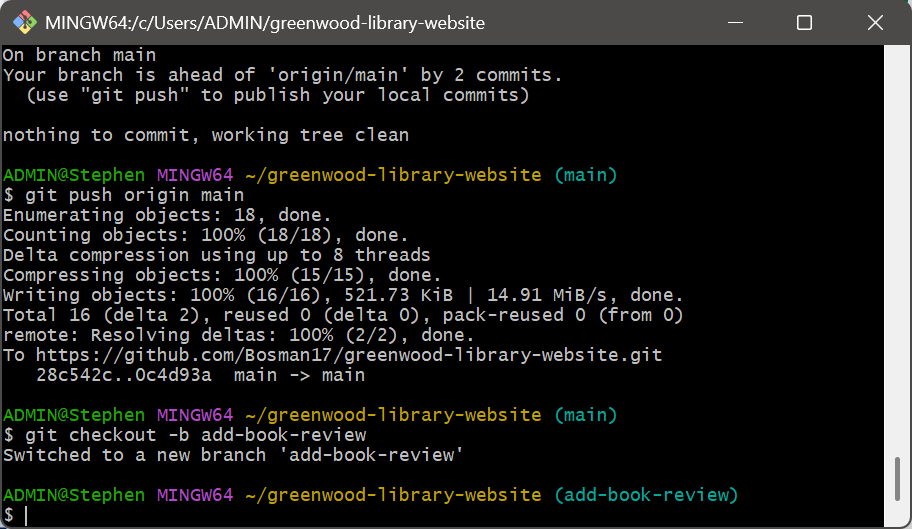 MINGW64:/c/Users/ADMIN/greenwood-library-website
On branch main
Your branch is ahead of 'origin/main' by 2 commits.
  (use "git push" to publish your local commits)
nothing to commit, working tree clean
ADMIN@Stephen MINGW64 ~/greenwood-library-website (main)
$ git push origin main
Enumerating objects: 18, done.
Counting objects: 100% (18/18), done.
Delta compression using up to 8 threads
Compressing objects: 100% (15/15), done.
Writing objects: 100% (16/16), 521.73 KiB | 14.91 MiB/s, done.
Total 16 (delta 2), reused 0 (delta 0), pack-reused 0 (from 0)
remote: Resolving deltas: 100% (2/2), done.
To https://github.com/Bosman17/greenwood-library-website.git
   28c542c..0c4d93a  main -> main
ADMIN@Stephen MINGW64 ~/greenwood-library-website (main)
$ git checkout -b add-book-review
Switched to a new branch 'add-book-review'
ADMIN@Stephen MINGW64 ~/greenwood-library-website (add-book-review)
$